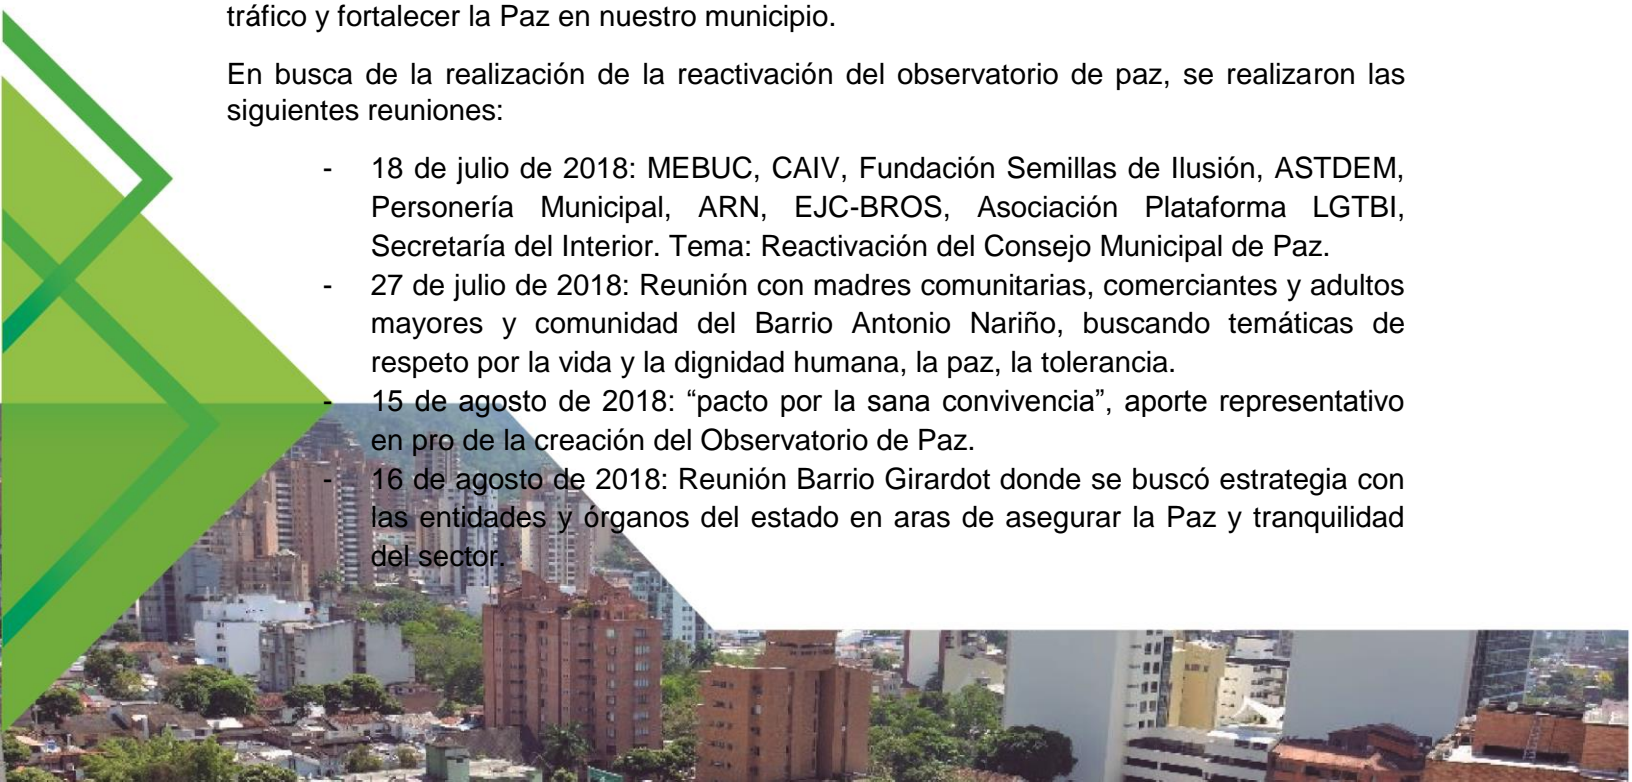 tráfico y fortalecer la Paz en nuestro municipio.
En busca de la realización de la reactivación del observatorio de paz, se realizaron las
siguientes reuniones:
- 18 de julio de 2018: MEBUC, CAIV, Fundación Semillas de Ilusión, ASTDEM,
Personería Municipal, ARN, EJC-BROS, Asociación Plataforma LGTBI,
Secretaría del Interior. Tema: Reactivación del Consejo Municipal de Paz.
- 27 de julio de 2018: Reunión con madres comunitarias, comerciantes y adultos
mayores y comunidad del Barrio Antonio Nariño, buscando temáticas de
respeto por la vida y la dignidad humana, la paz, la tolerancia.
- 15 de agosto de 2018: “pacto por la sana convivencia”, aporte representativo
en pro de la creación del Observatorio de Paz.
- 16 de agosto de 2018: Reunión Barrio Girardot donde se buscó estrategia con
las entidades y órganos del estado en aras de asegurar la Paz y tranquilidad
del sector.